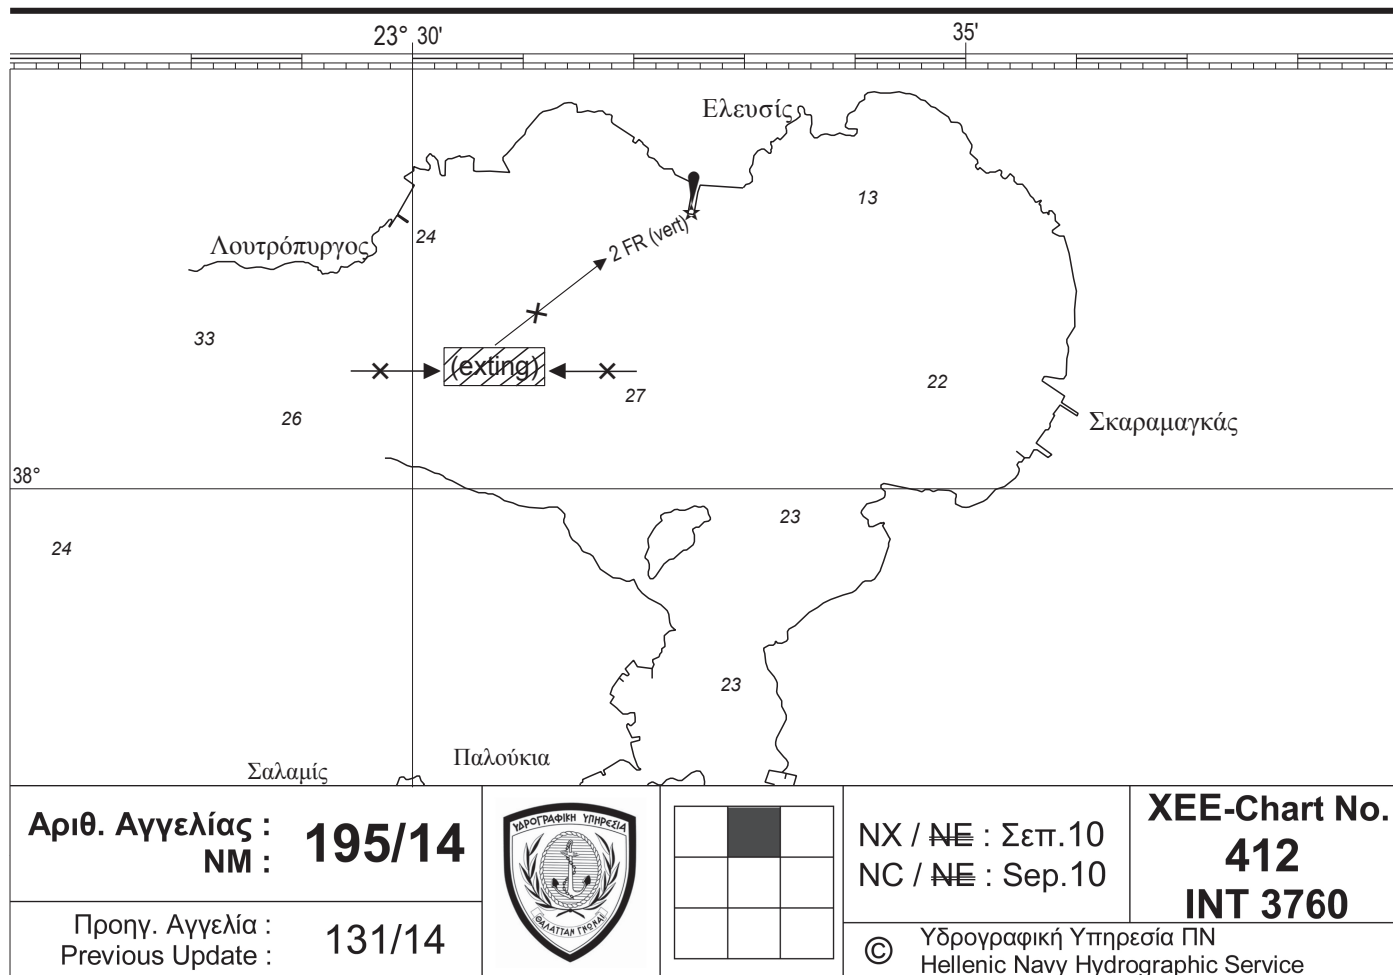 23° 30'
35'
Ελευσίς
13
24
Λουτρόπυργος
2 FR (vert)
33
(exting)
22
27
26
Σκαραμαγκάς
38°
23
24
23
Παλούκια
Σαλαμίς
Αριθ. Αγγελίας :
NM :
195/14
Προηγ. Αγγελία :
Previous Update :
131/14
ΥΔΡΟΓΡΑΦΙΚΗ ΥΠΗΡΕΣΙΑ
ΘΑΛΑΤΤΑΝ ΓΝΩΝΑΙ
NX / NE : Σεπ.10
NC / NE : Sep.10
XEE-Chart No.
412
INT 3760
© Υδρογραφική Υπηρεσία ΠΝ
Hellenic Navy Hydrographic Service